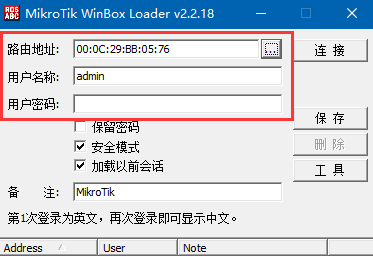 ROS ABC MikroTik WinBox Loader v2.2.18
路由地址: 00:0C:29:BB:05:76 ... 连 接
用户名称: admin
用户密码:
保留密码 保 存
安全模式 删 除
加载以前会话 工 具
备 注: MikroTik
第1次登录为英文，再次登录即可显示中文。
Address User Note